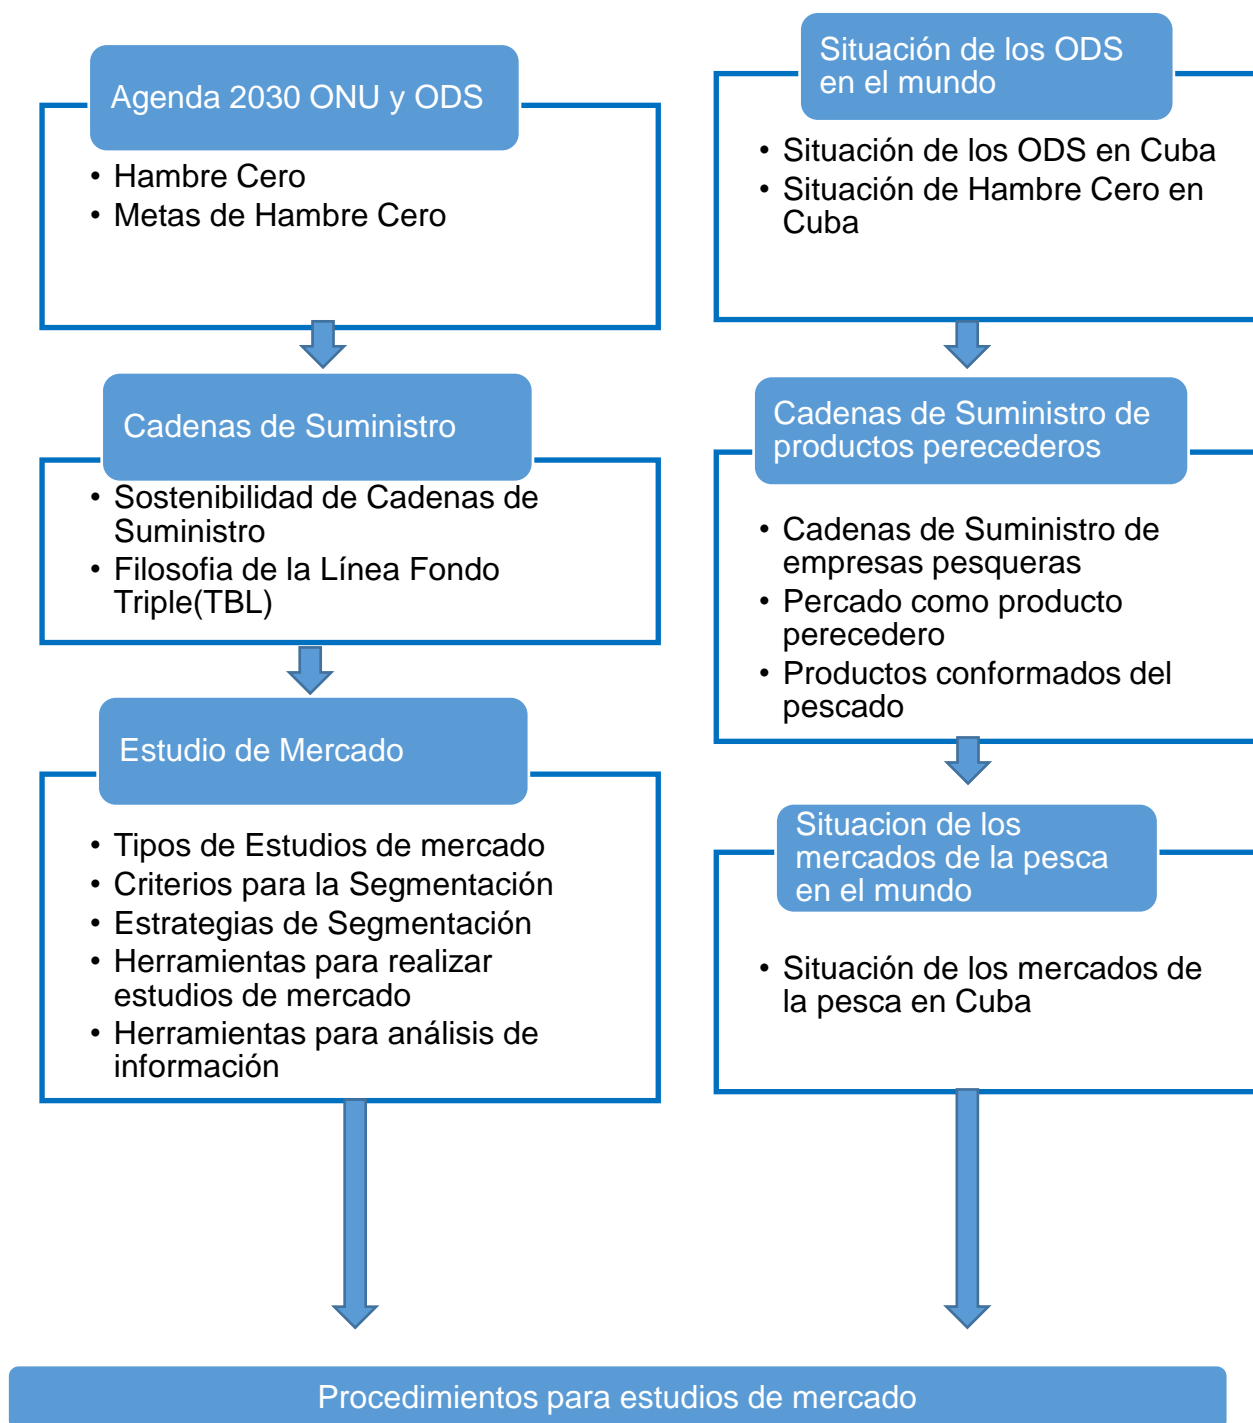 Agenda 2030 ONU y ODS
• Hambre Cero
• Metas de Hambre Cero
Cadenas de Suministro
• Sostenibilidad de Cadenas de
Suministro
• Filosofia de la Línea Fondo
Triple(TBL)
Estudio de Mercado
• Tipos de Estudios de mercado
• Criterios para la Segmentación
• Estrategias de Segmentación
• Herramientas para realizar
estudios de mercado
• Herramientas para análisis de
información
Situación de los ODS
en el mundo
• Situación de los ODS en Cuba
• Situación de Hambre Cero en
Cuba
Cadenas de Suministro de
productos perecederos
• Cadenas de Suministro de
empresas pesqueras
• Percado como producto
perecedero
• Productos conformados del
pescado
Situacion de los
mercados de la pesca
en el mundo
• Situación de los mercados de
la pesca en Cuba
Procedimientos para estudios de mercado